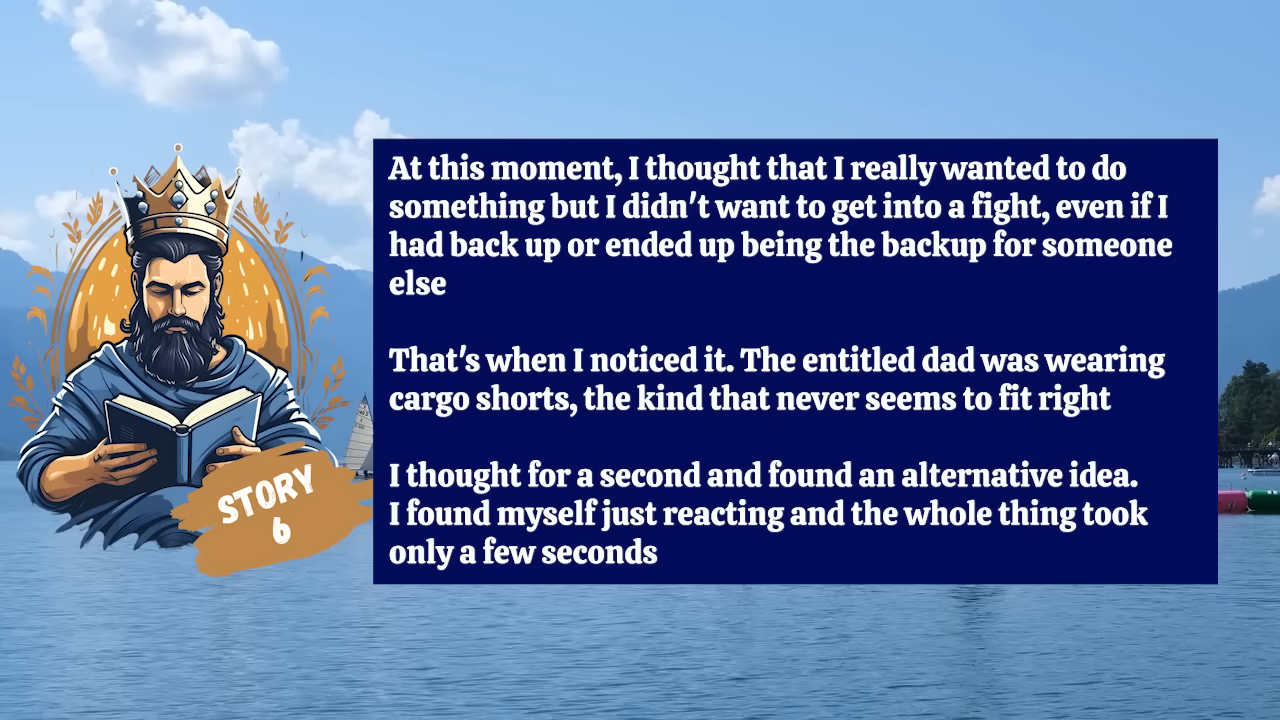 At this moment, I thought that I really wanted to do
something but I didn't want to get into a fight, even if I
had back up or ended up being the backup for someone
else
That's when I noticed it. The entitled dad was wearing
cargo shorts, the kind that never seems to fit right
I thought for a second and found an alternative idea.
I found myself just reacting and the whole thing took
only a few seconds
STORY
6